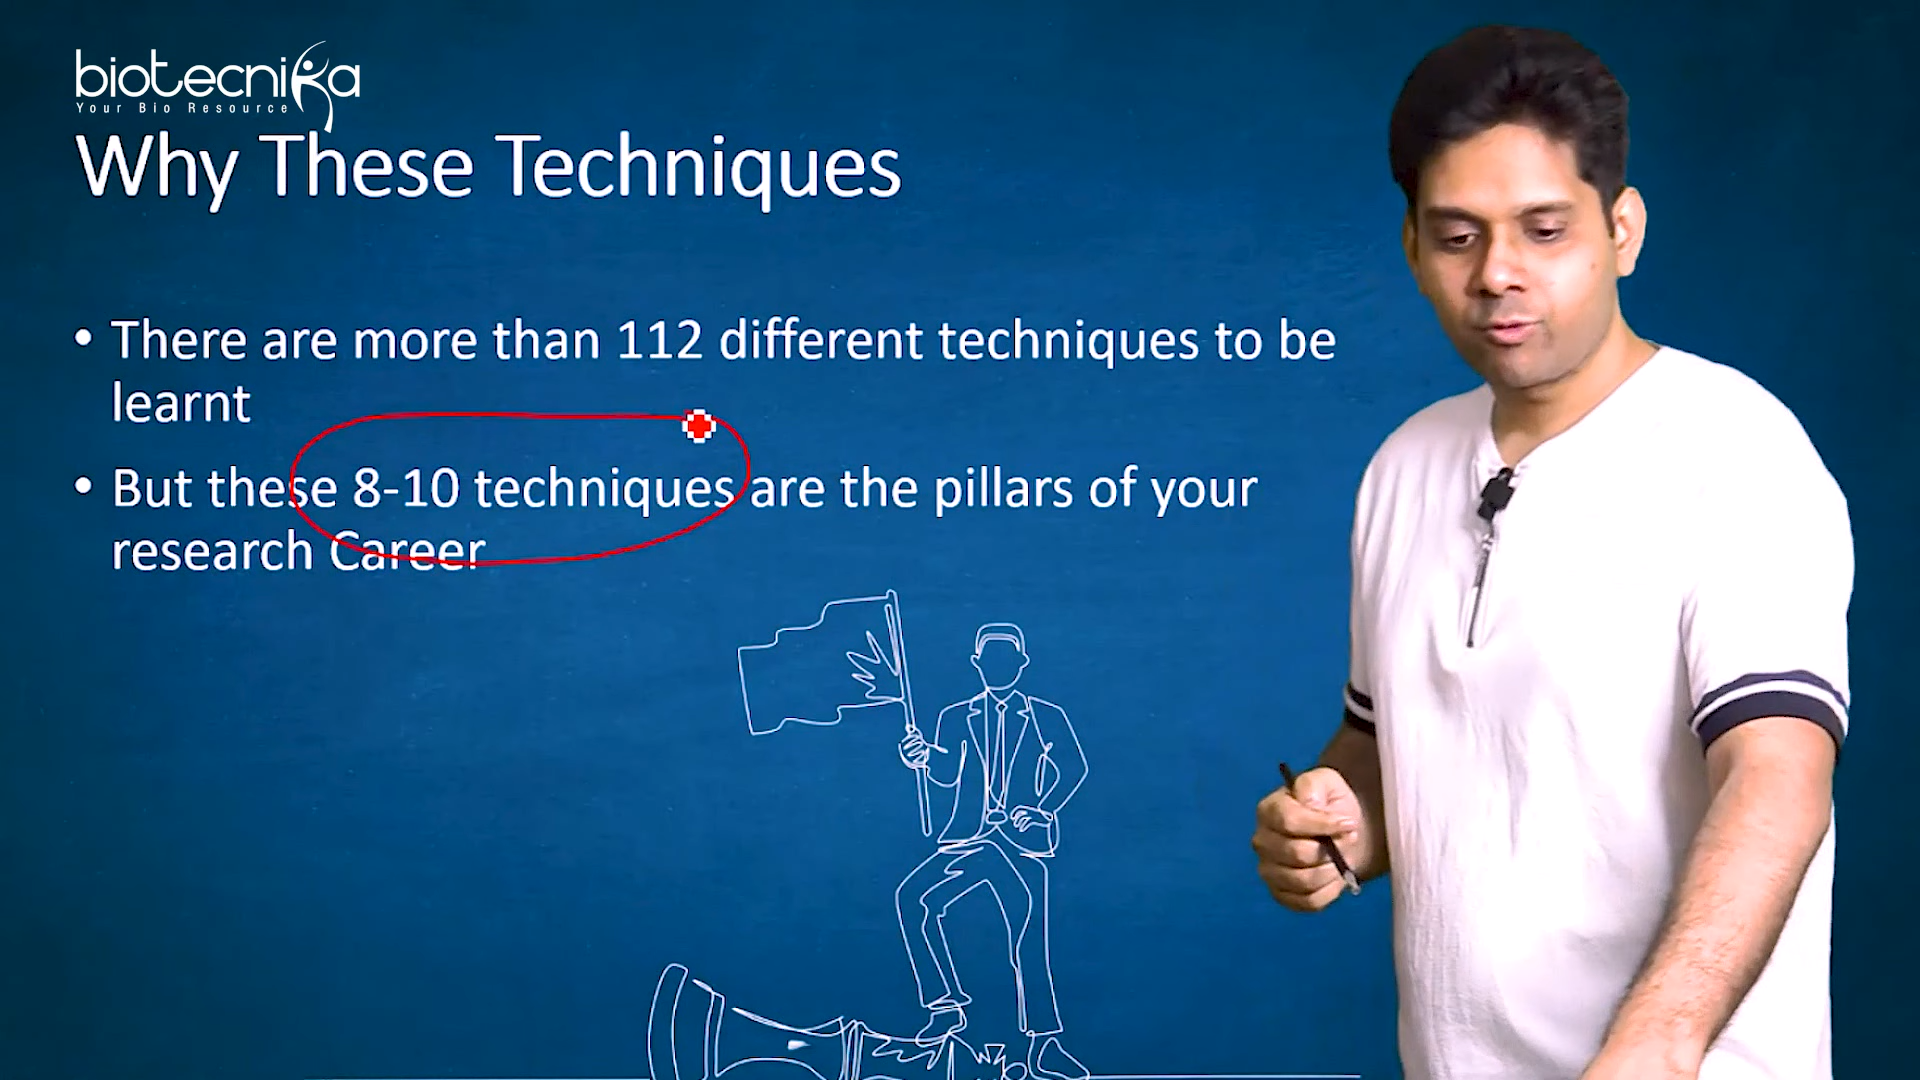 biotecnika
Your Bio Resource
Why These Techniques
• There are more than 112 different techniques to be
learnt
• But these 8-10 techniques are the pillars of your
research Career